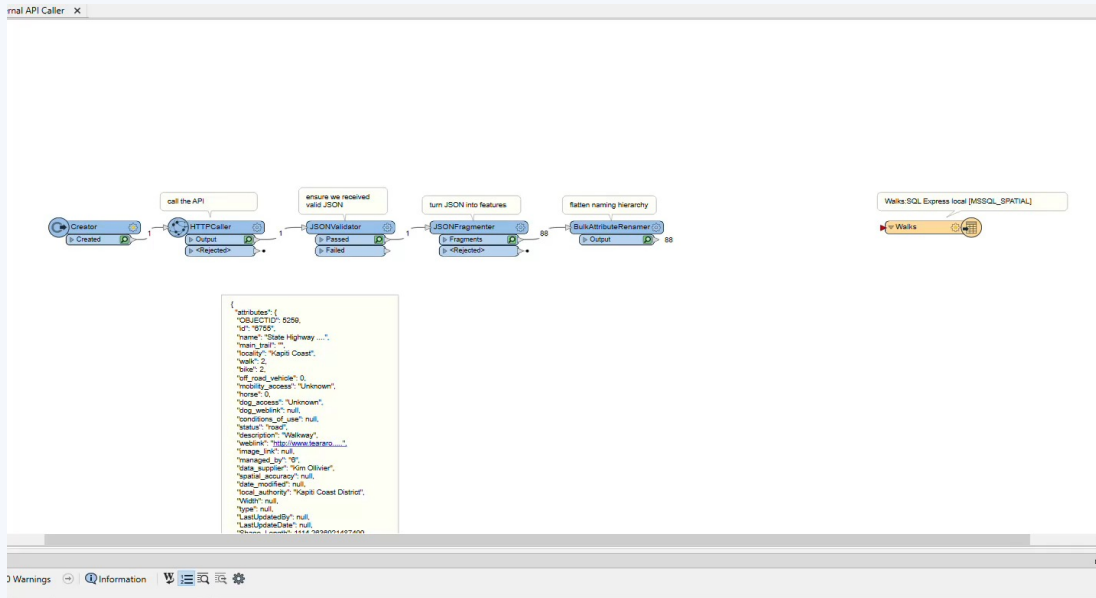 rnal API Caller X
call the API
ensure we received
valid JSON
turn JSON into features
flatten naming hierarchy
Walks:SQL Express local [MSSQL_SPATIAL]
Creator
Created
1
HTTPCaller
Output
<Rejected>
1
JSONValidator
Passed
Failed
1
JSONFragmenter
Fragments
<Rejected>
88
BulkAttributeRenamer
Output
88
Walks
{
"attributes": {
"OBJECTID": 5259,
"id": "6755",
"name": "State Highway ....",
"main_trail": "",
"locality": "Kapiti Coast",
"walk": 2,
"bike": 2,
"off_road_vehicle": 0,
"mobility_access": "Unknown",
"horse": 0,
"dog_access": "Unknown",
"dog_weblink": null,
"conditions_of_use": null,
"status": "road",
"description": "Walkway",
"weblink": "http://www.teararo.....",
"image_link": null,
"managed_by": "6",
"data_supplier": "Kim Ollivier",
"spatial_accuracy": null,
"date_modified": null,
"local_authority": "Kapiti Coast District",
"Width": null,
"type": null,
"LastUpdatedBy": null,
"LastUpdateDate": null,
Warnings
Information